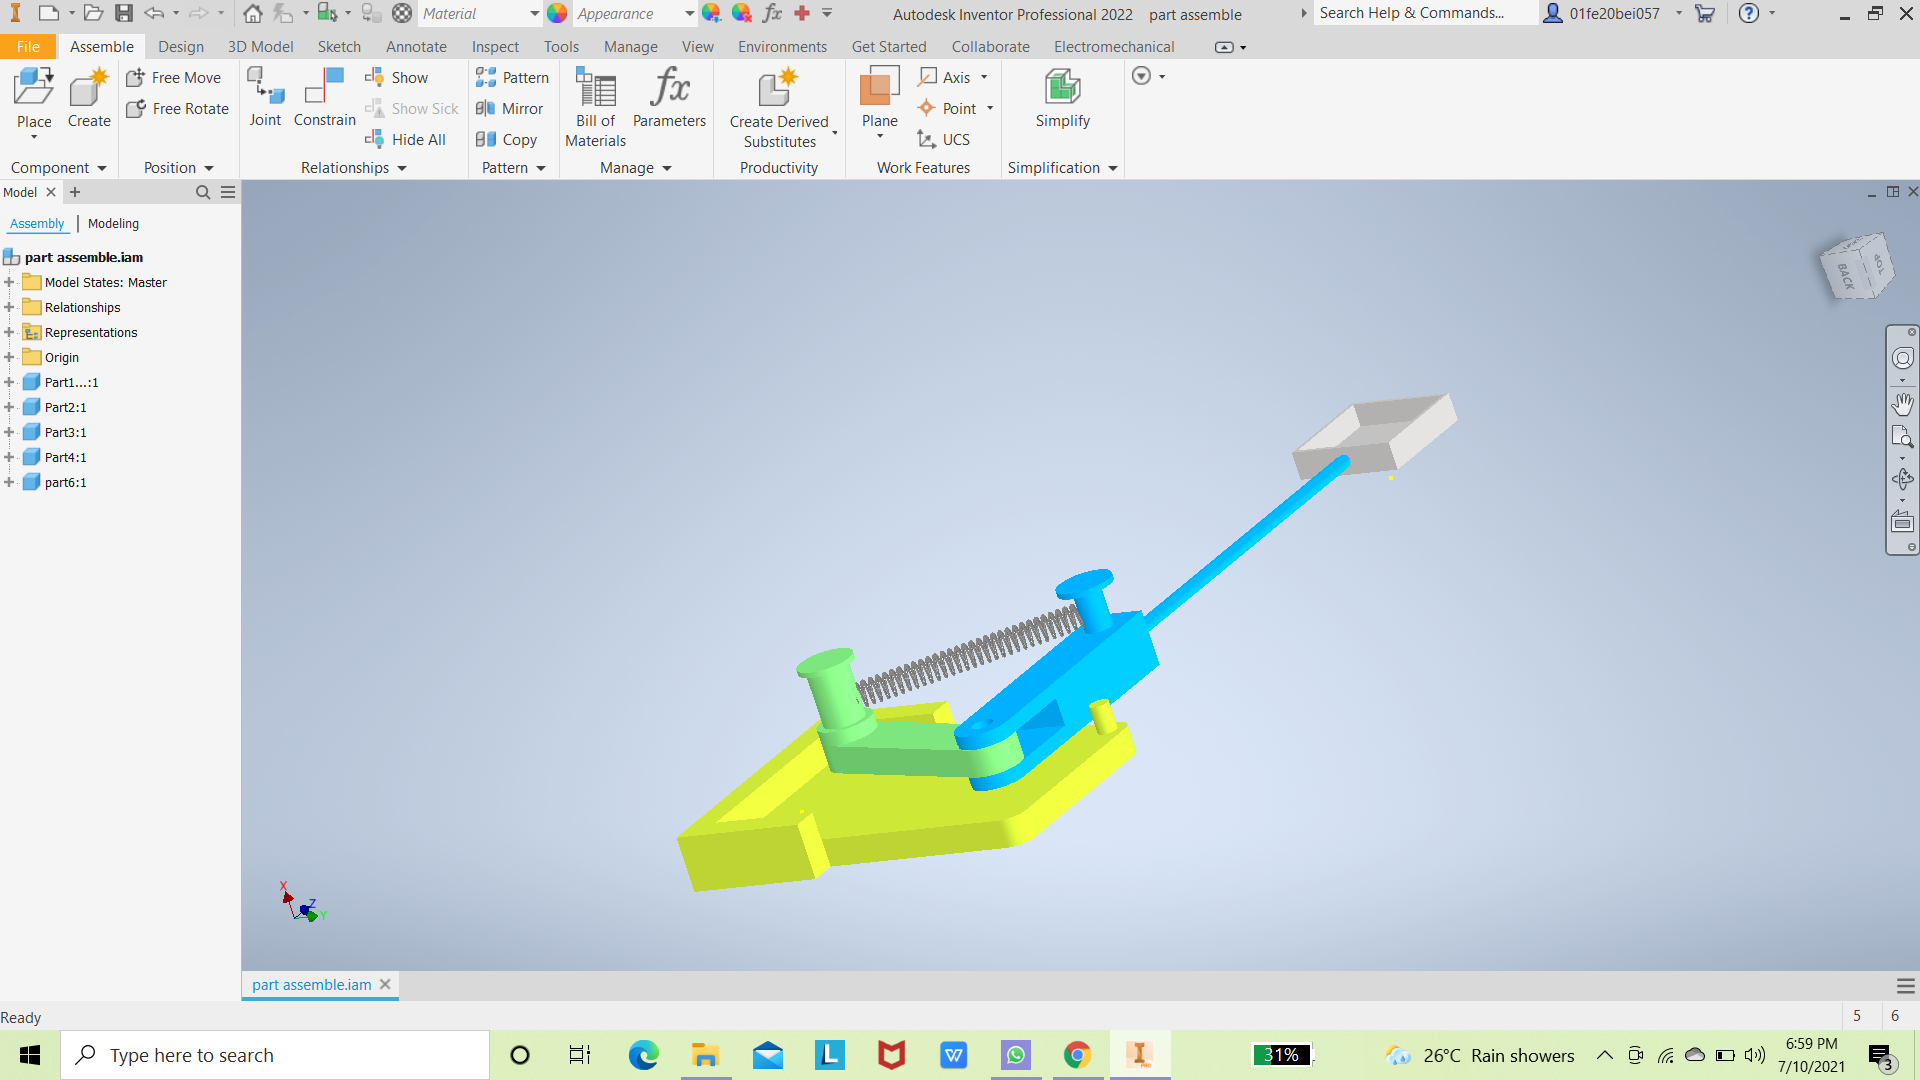 Material
Appearance
Autodesk Inventor Professional 2022 part assemble
Search Help & Commands...
01fe20bei057
File Assemble Design 3D Model Sketch Annotate Inspect Tools Manage View Environments Get Started Collaborate Electromechanical
Place
Create
Free Move
Free Rotate
Joint
Constrain
Show
Show Sick
Hide All
Pattern
Mirror
Copy
Bill of
Materials
fx
Parameters
Create Derived
Substitutes
Plane
Axis
Point
UCS
Simplify
Component
Position
Relationships
Pattern
Manage
Productivity
Work Features
Simplification
Model
Assembly | Modeling
part assemble.iam
Model States: Master
Relationships
Representations
Origin
Part1...:1
Part2:1
Part3:1
Part4:1
part6:1
BACK
TOP
X
Z
Y
part assemble.iam
Ready
5 6
Type here to search
31%
26°C Rain showers
6:59 PM
7/10/2021
3